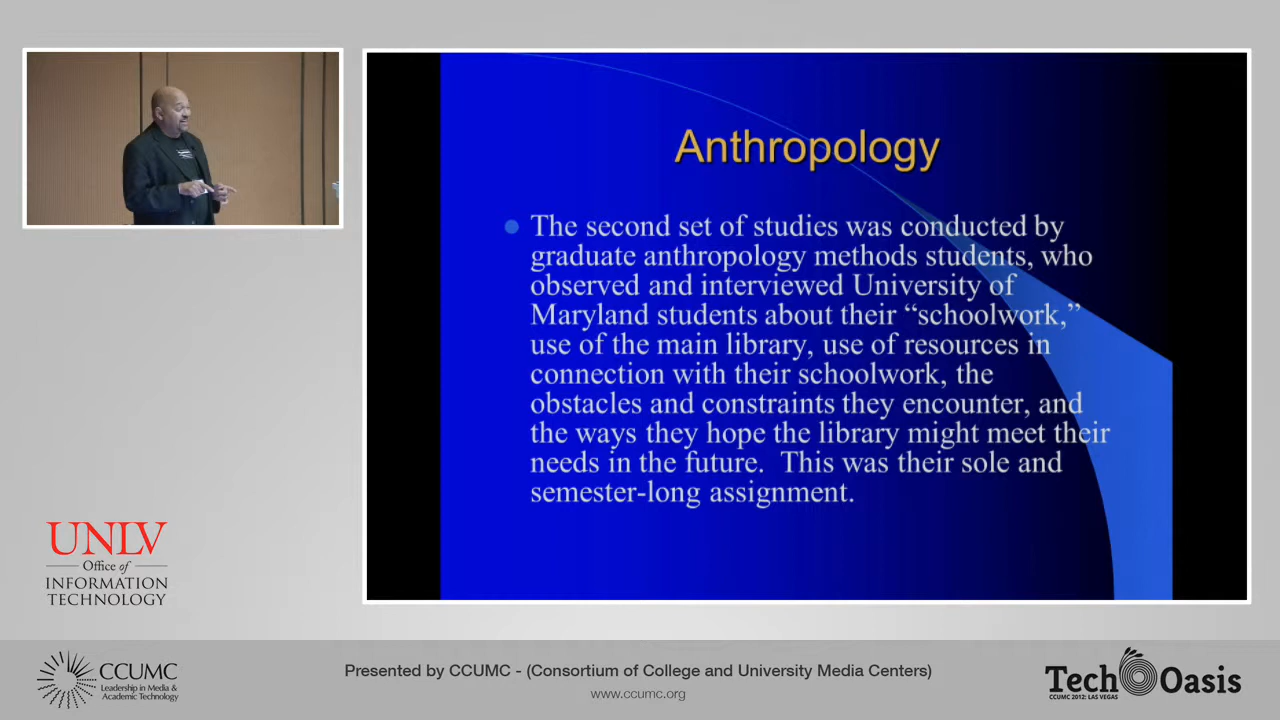 Anthropology
The second set of studies was conducted by
graduate anthropology methods students, who
observed and interviewed University of
Maryland students about their “schoolwork,”
use of the main library, use of resources in
connection with their schoolwork, the
obstacles and constraints they encounter, and
the ways they hope the library might meet their
needs in the future.  This was their sole and
semester-long assignment.
UNLV
Office of
INFORMATION
TECHNOLOGY
CCUMC
Leadership in Media &
Academic Technology
Presented by CCUMC - (Consortium of College and University Media Centers)
www.ccumc.org
Tech Oasis
CCUMC 2012: LAS VEGAS